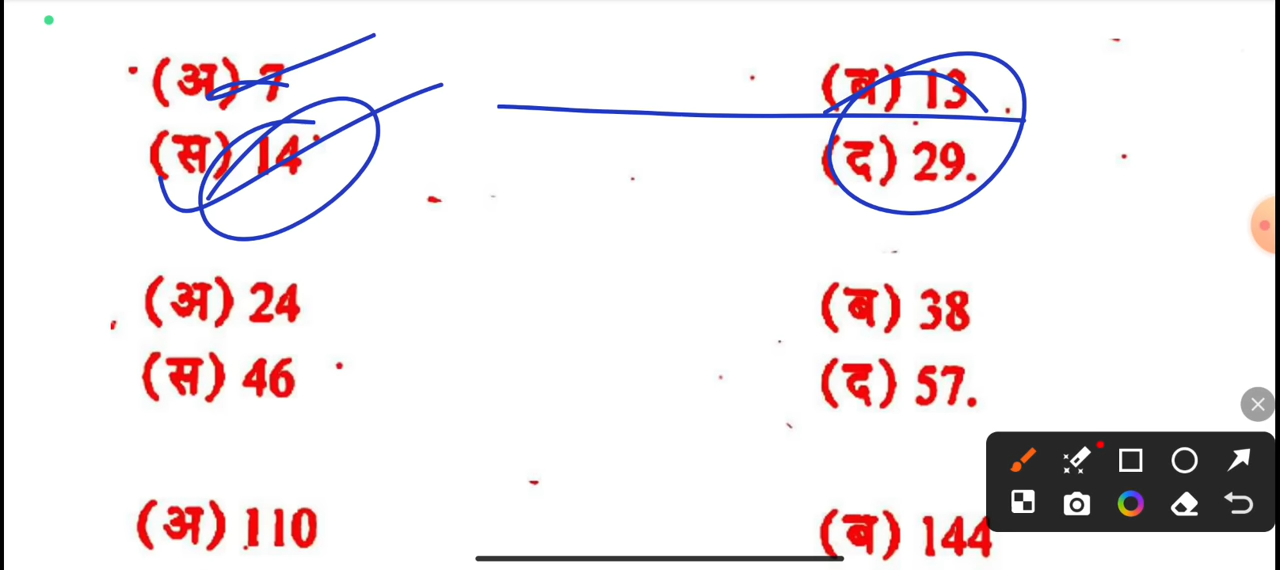 (अ) 7 (ब) 13
(स) 14 (द) 29.
(अ) 24 (ब) 38
(स) 46 (द) 57.
(अ) 110 (ब) 144